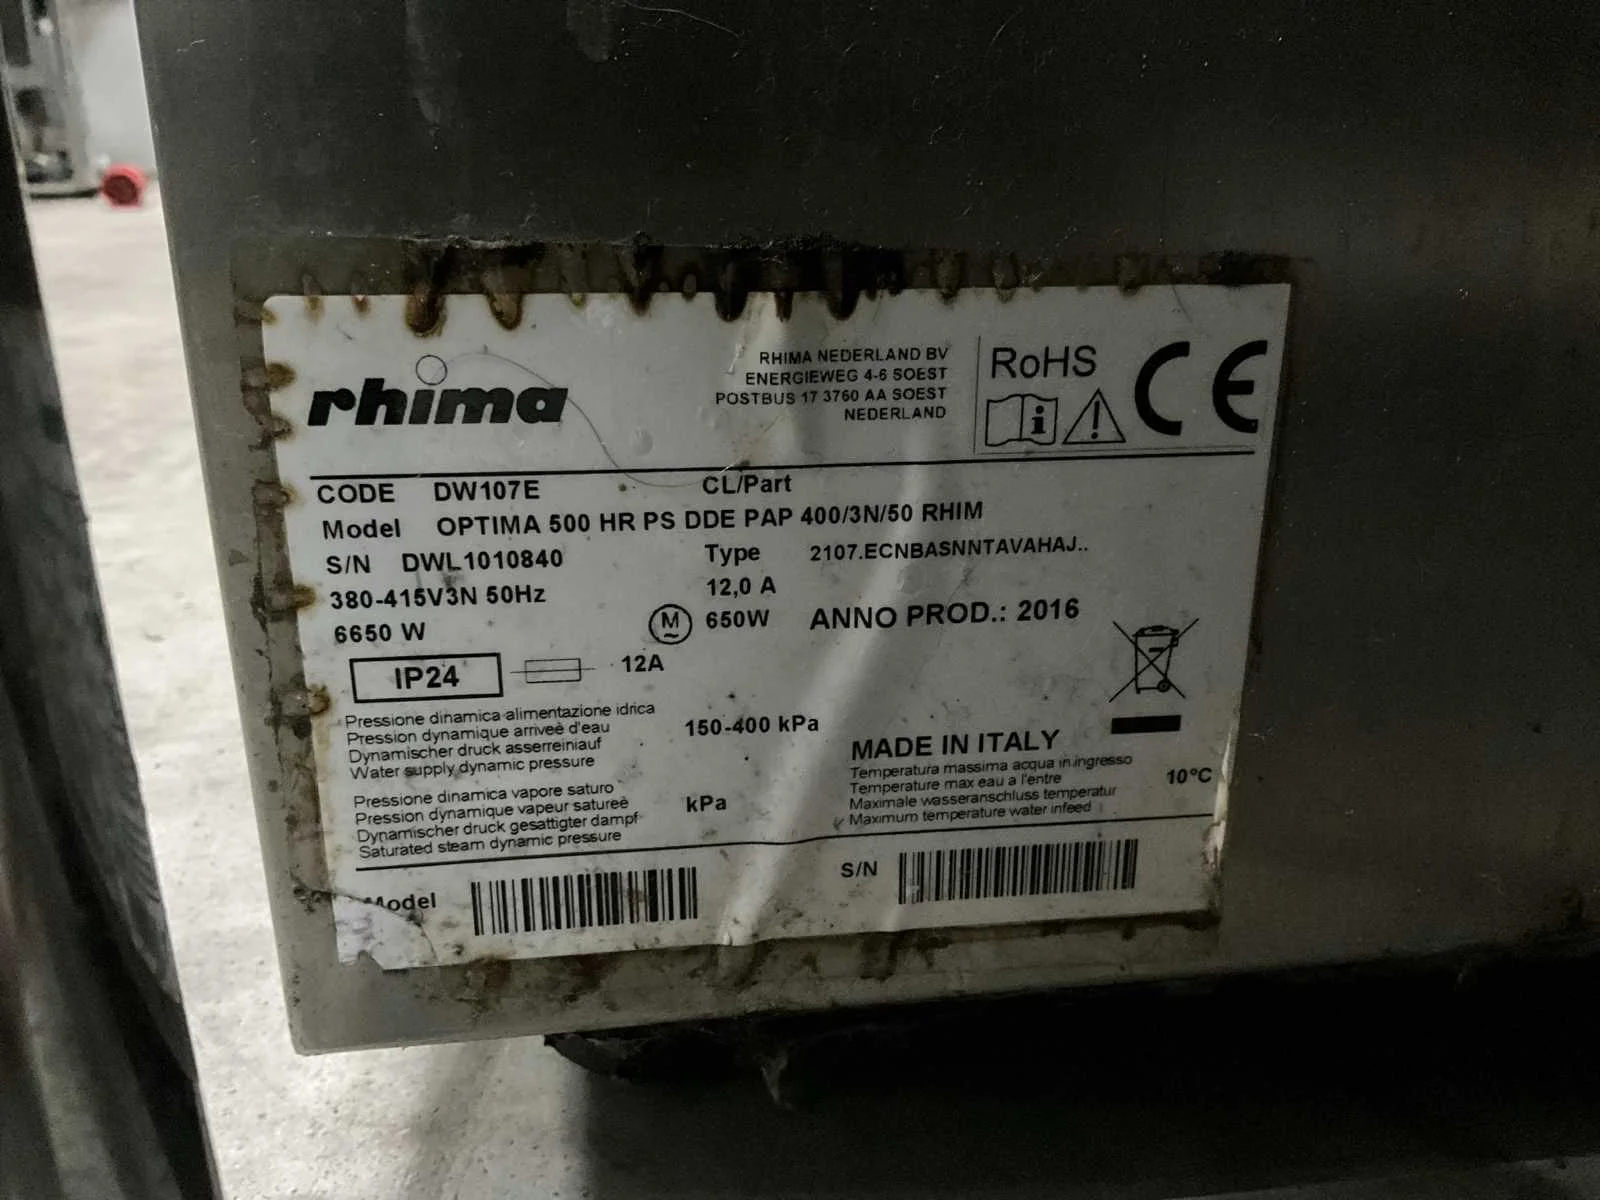 rhima
RHIMA NEDERLAND BV
ENERGIEWEG 4-6 SOEST
POSTBUS 17 3760 AA SOEST
NEDERLAND
RoHS
CE
CODE DW107E CL/Part
Model OPTIMA 500 HR PS DDE PAP 400/3N/50 RHIM
S/N DWL1010840 Type 2107.ECNBASNNTAVAHAJ..
380-415V3N 50Hz 12,0 A
6650 W M 650W ANNO PROD.: 2016
IP24 12A
Pressione dinamica alimentazione idrica
Pression dynamique arriveè d'eau
Dynamischer druck asserreiniauf
Water supply dynamic pressure
150-400 kPa
Pressione dinamica vapore saturo
Pression dynamique vapeur satureè
Dynamischer druck gesattigter dampf
Saturated steam dynamic pressure
kPa
MADE IN ITALY
Temperatura massima acqua in ingresso
Temperature max eau a l'entre
Maximale wasseranschluss temperatur
Maximum temperature water infeed
10°C
Model
S/N